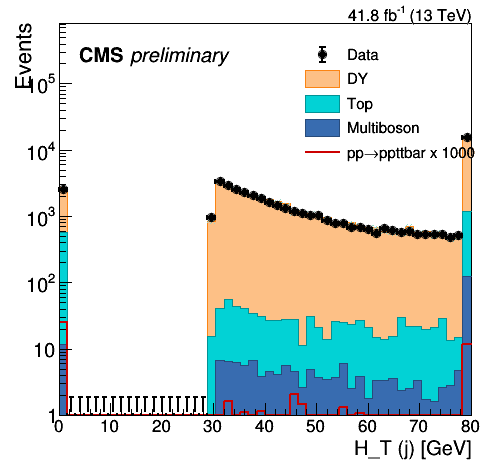 41.8 fb⁻¹ (13 TeV)
Events
CMS preliminary
Data
DY
Top
Multiboson
pp→ppttbar x 1000
10⁵
10⁴
10³
10²
10
1
0 10 20 30 40 50 60 70 80
H_T (j) [GeV]